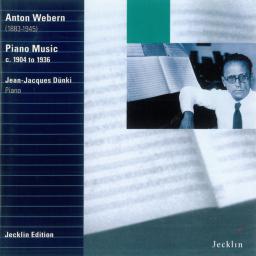 Anton Webern
(1883-1945)
Piano Music
c. 1904 to 1936
Jean-Jacques Dünki
Piano
Jecklin Edition
Jecklin